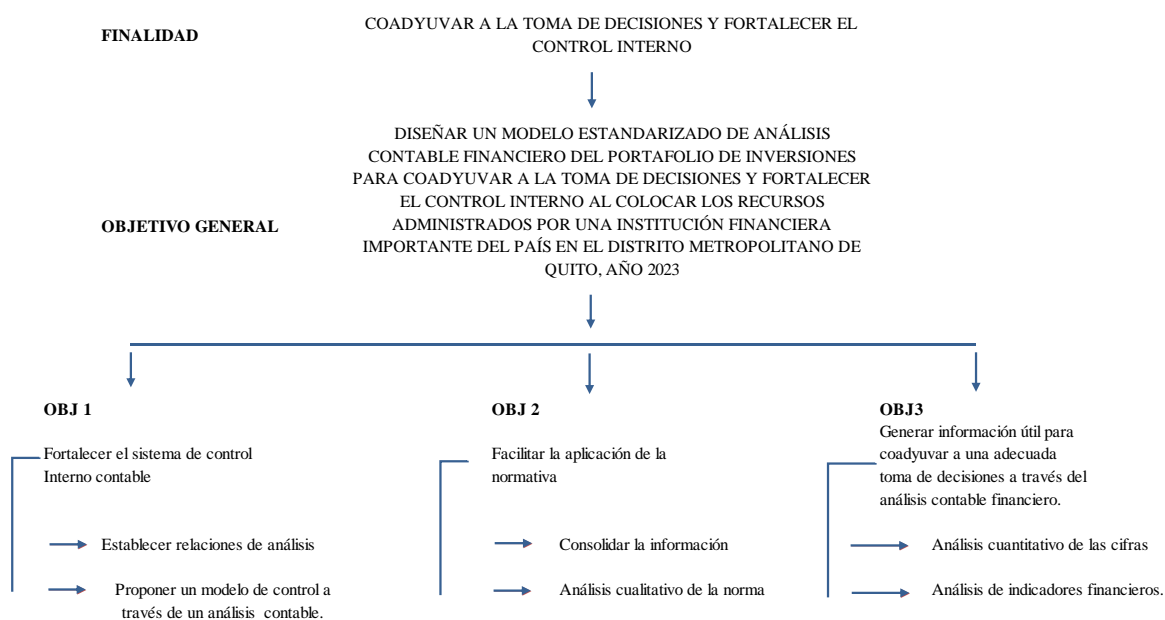 FINALIDAD
COADYUVAR A LA TOMA DE DECISIONES Y FORTALECER EL
CONTROL INTERNO
OBJETIVO GENERAL
DISEÑAR UN MODELO ESTANDARIZADO DE ANÁLISIS
CONTABLE FINANCIERO DEL PORTAFOLIO DE INVERSIONES
PARA COADYUVAR A LA TOMA DE DECISIONES Y FORTALECER
EL CONTROL INTERNO AL COLOCAR LOS RECURSOS
ADMINISTRADOS POR UNA INSTITUCIÓN FINANCIERA
IMPORTANTE DEL PAÍS EN EL DISTRITO METROPOLITANO DE
QUITO, AÑO 2023
OBJ 1
Fortalecer el sistema de control
Interno contable
Establecer relaciones de análisis
Proponer un modelo de control a
través de un análisis contable.
OBJ 2
Facilitar la aplicación de la
normativa
Consolidar la información
Análisis cualitativo de la norma
OBJ3
Generar información útil para
coadyuvar a una adecuada
toma de decisiones a través del
análisis contable financiero.
Análisis cuantitativo de las cifras
Análisis de indicadores financieros.